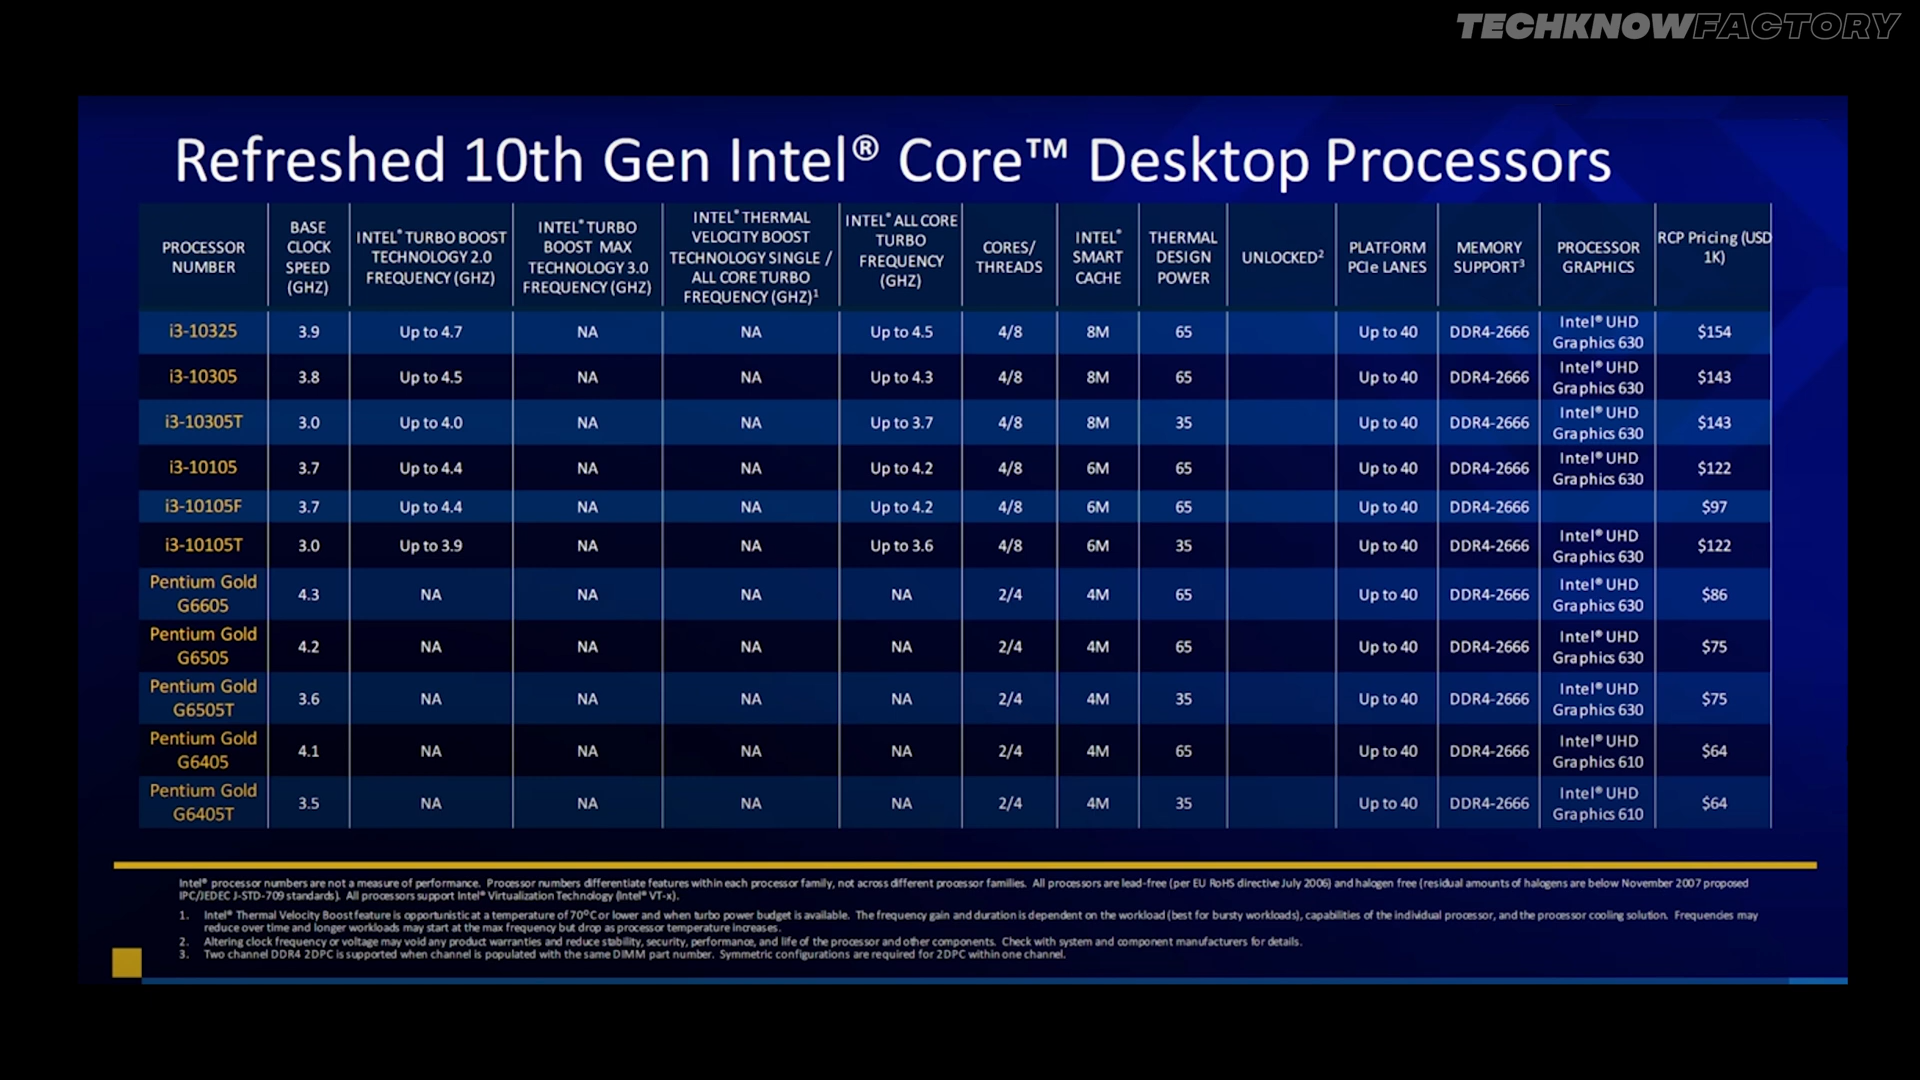 TECHKNOWFACTORY
Refreshed 10th Gen Intel® Core™ Desktop Processors
PROCESSOR NUMBER | BASE CLOCK SPEED (GHZ) | INTEL® TURBO BOOST TECHNOLOGY 2.0 FREQUENCY (GHZ) | INTEL® TURBO BOOST MAX TECHNOLOGY 3.0 FREQUENCY (GHZ) | INTEL® THERMAL VELOCITY BOOST TECHNOLOGY SINGLE / ALL CORE TURBO FREQUENCY (GHZ)1 | INTEL® ALL CORE TURBO FREQUENCY (GHZ) | CORES/ THREADS | INTEL® SMART CACHE | THERMAL DESIGN POWER | UNLOCKED2 | PLATFORM PCIe LANES | MEMORY SUPPORT3 | PROCESSOR GRAPHICS | RCP Pricing (USD 1K)
i3-10325 | 3.9 | Up to 4.7 | NA | NA | Up to 4.5 | 4/8 | 8M | 65 | | Up to 40 | DDR4-2666 | Intel® UHD Graphics 630 | $154
i3-10305 | 3.8 | Up to 4.5 | NA | NA | Up to 4.3 | 4/8 | 8M | 65 | | Up to 40 | DDR4-2666 | Intel® UHD Graphics 630 | $143
i3-10305T | 3.0 | Up to 4.0 | NA | NA | Up to 3.7 | 4/8 | 8M | 35 | | Up to 40 | DDR4-2666 | Intel® UHD Graphics 630 | $143
i3-10105 | 3.7 | Up to 4.4 | NA | NA | Up to 4.2 | 4/8 | 6M | 65 | | Up to 40 | DDR4-2666 | Intel® UHD Graphics 630 | $122
i3-10105F | 3.7 | Up to 4.4 | NA | NA | Up to 4.2 | 4/8 | 6M | 65 | | Up to 40 | DDR4-2666 | | $97
i3-10105T | 3.0 | Up to 3.9 | NA | NA | Up to 3.6 | 4/8 | 6M | 35 | | Up to 40 | DDR4-2666 | Intel® UHD Graphics 630 | $122
Pentium Gold G6605 | 4.3 | NA | NA | NA | NA | 2/4 | 4M | 65 | | Up to 40 | DDR4-2666 | Intel® UHD Graphics 630 | $86
Pentium Gold G6505 | 4.2 | NA | NA | NA | NA | 2/4 | 4M | 65 | | Up to 40 | DDR4-2666 | Intel® UHD Graphics 630 | $75
Pentium Gold G6505T | 3.6 | NA | NA | NA | NA | 2/4 | 4M | 35 | | Up to 40 | DDR4-2666 | Intel® UHD Graphics 630 | $75
Pentium Gold G6405 | 4.1 | NA | NA | NA | NA | 2/4 | 4M | 65 | | Up to 40 | DDR4-2666 | Intel® UHD Graphics 610 | $64
Pentium Gold G6405T | 3.5 | NA | NA | NA | NA | 2/4 | 4M | 35 | | Up to 40 | DDR4-2666 | Intel® UHD Graphics 610 | $64
Intel® processor numbers are not a measure of performance. Processor numbers differentiate features within each processor family, not across different processor families. All processors are lead-free (per EU RoHS directive July 2006) and halogen free (residual amounts of halogens are below November 2007 proposed
IPC/JEDEC J-STD-709 standards). All processors support Intel® Virtualization Technology (Intel® VT-x).
1. Intel® Thermal Velocity Boost feature is opportunistic at a temperature of 70°C or lower and when turbo power budget is available. The frequency gain and duration is dependent on the workload (best for bursty workloads), capabilities of the individual processor, and the processor cooling solution. Frequencies may
reduce over time and longer workloads may start at the max frequency but drop as processor temperature increases.
2. Altering clock frequency or voltage may void any product warranties and reduce stability, security, performance, and life of the processor and other components. Check with system and component manufacturers for details.
3. Two channel DDR4 2DPC is supported when channel is populated with the same DIMM part number. Symmetric configurations are required for 2DPC within one channel.